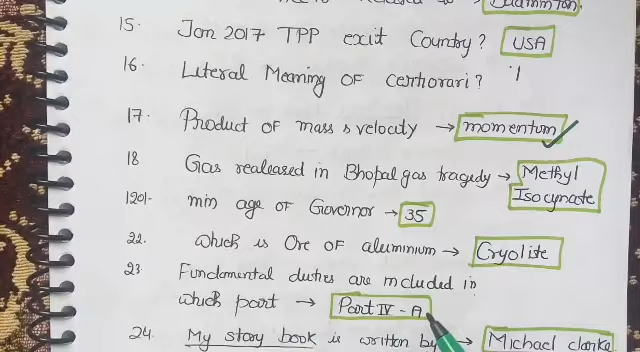 Badminton.
15. Jan 2017 TPP exit Country? USA
16. Literal Meaning OF certiorari?
17. Product OF mass & velocity → momentum
18 Gas realeased in Bhopal gas tragedy → Methyl
Isocynate
min age OF Governor → 35
22. which is Ore OF aluminium → Cryolite
23. Fundamental duties are included in
which part → Part IV - A
24. My story book is written by → Michael clarke